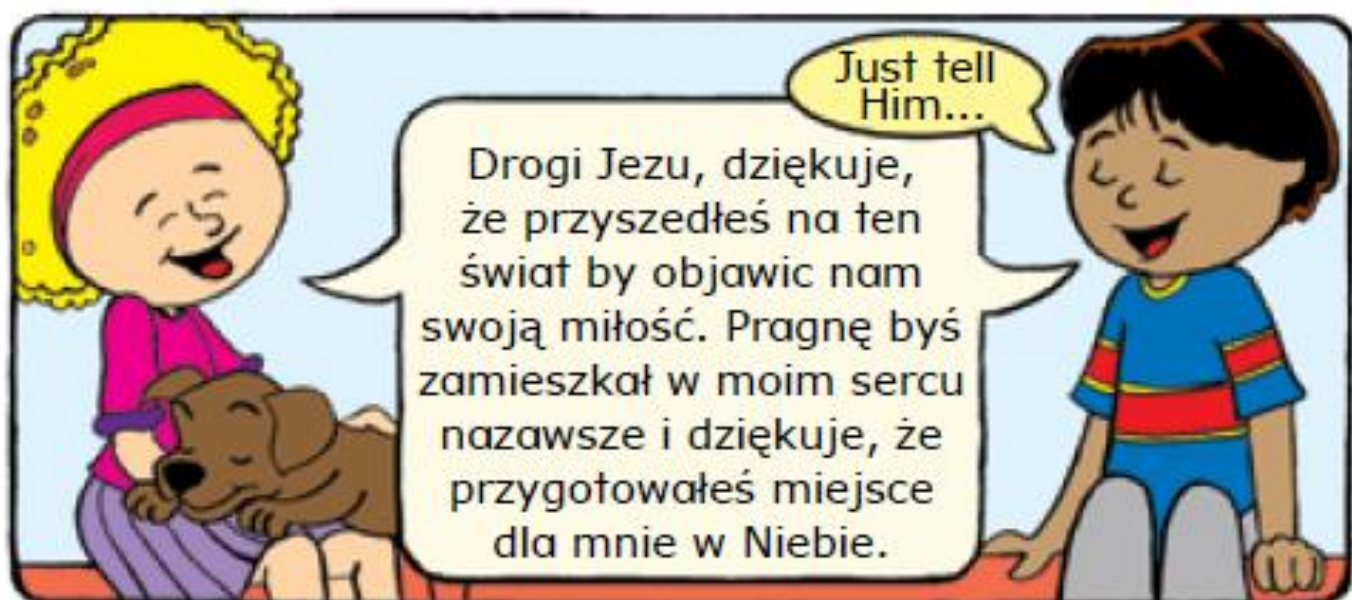 Just tell
Him...
Drogi Jezu, dziękuje,
że przyszedłeś na ten
świat by objawic nam
swoją miłość. Pragnę byś
zamieszkał w moim sercu
nazawsze i dziękuje, że
przygotowałeś miejsce
dla mnie w Niebie.